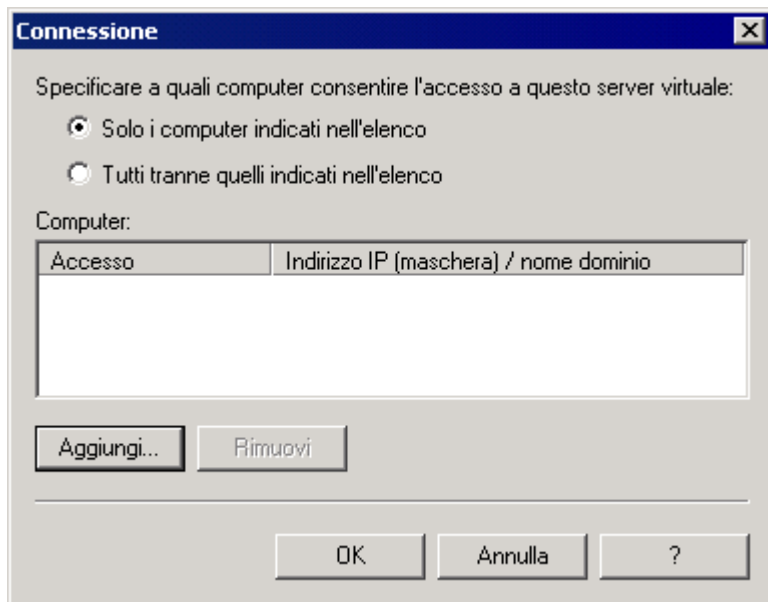 Connessione
Specificare a quali computer consentire l'accesso a questo server virtuale:
Solo i computer indicati nell'elenco
Tutti tranne quelli indicati nell'elenco
Computer:
Accesso Indirizzo IP (maschera) / nome dominio
Aggiungi... Rimuovi
OK Annulla ?